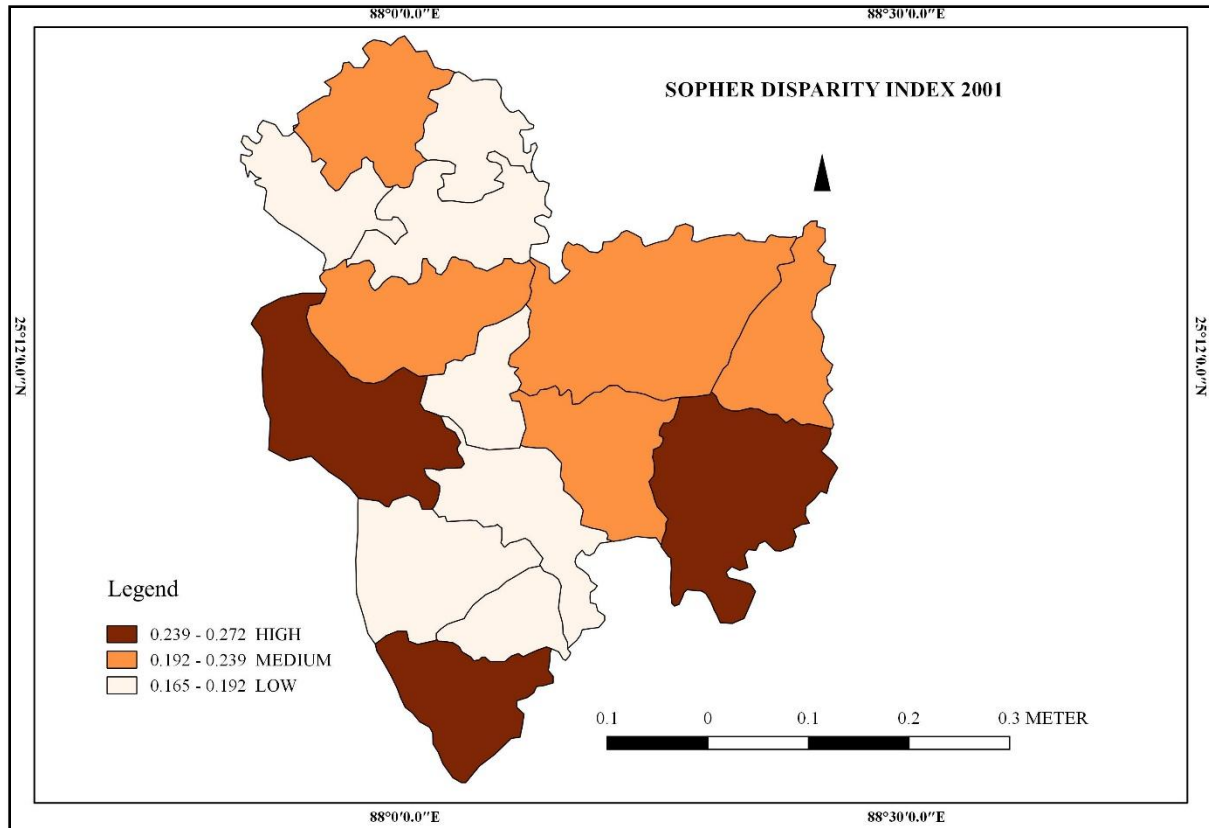 88°0'0.0"E 88°30'0.0"E
SOPHER DISPARITY INDEX 2001
25°12'0.0"N 25°12'0.0"N
Legend
0.239 - 0.272 HIGH
0.192 - 0.239 MEDIUM
0.165 - 0.192 LOW
0.1 0 0.1 0.2 0.3 METER
88°0'0.0"E 88°30'0.0"E